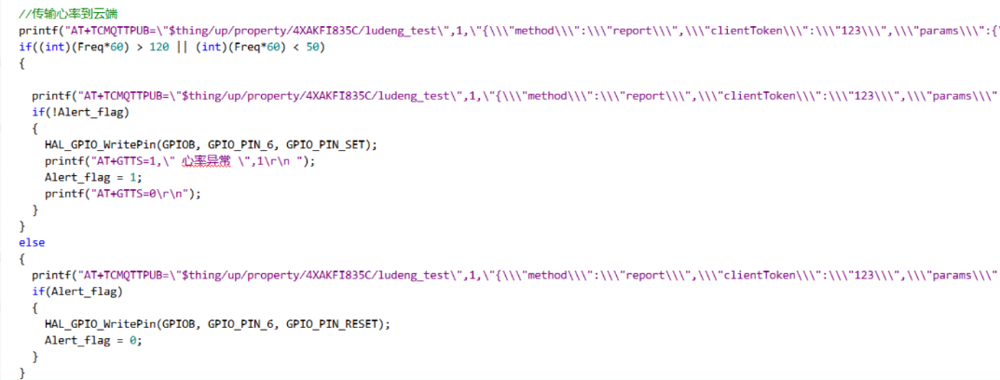 //传输心率到云端
printf("AT+TCMQTTPUB=\"$thing/up/property/4XAKFI835C/ludeng_test\",1,\"{\\\"method\\\":\\\"report\\\",\\\"clientToken\\\":\\\"123\\\",\\\"params\\\":{\
if((int)(Freq*60) > 120 || (int)(Freq*60) < 50)
{
printf("AT+TCMQTTPUB=\"$thing/up/property/4XAKFI835C/ludeng_test\",1,\"{\\\"method\\\":\\\"report\\\",\\\"clientToken\\\":\\\"123\\\",\\\"params\\\"
if(!Alert_flag)
{
HAL_GPIO_WritePin(GPIOB, GPIO_PIN_6, GPIO_PIN_SET);
printf("AT+GTTS=1,\" 心率异常 \",1\r\n ");
Alert_flag = 1;
printf("AT+GTTS=0\r\n");
}
}
else
{
printf("AT+TCMQTTPUB=\"$thing/up/property/4XAKFI835C/ludeng_test\",1,\"{\\\"method\\\":\\\"report\\\",\\\"clientToken\\\":\\\"123\\\",\\\"params\\\"
if(Alert_flag)
{
HAL_GPIO_WritePin(GPIOB, GPIO_PIN_6, GPIO_PIN_RESET);
Alert_flag = 0;
}
}